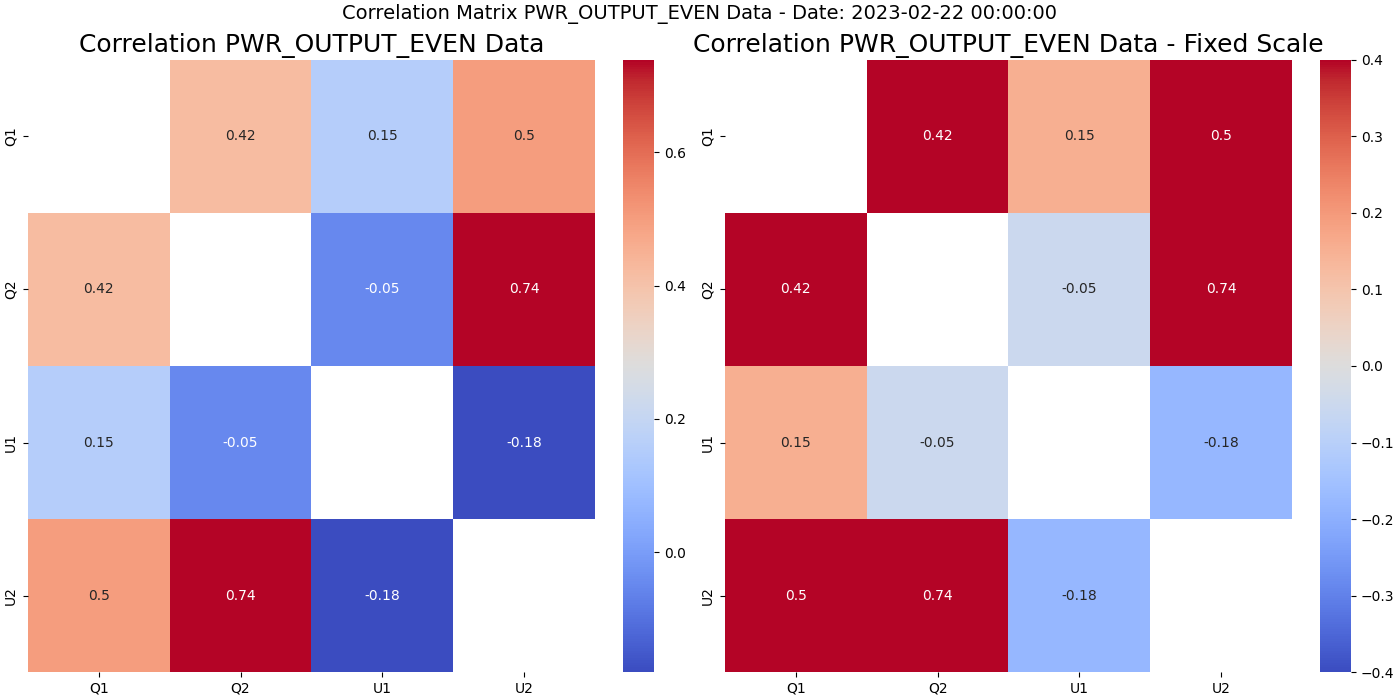 Correlation Matrix PWR_OUTPUT_EVEN Data - Date: 2023-02-22 00:00:00
Correlation PWR_OUTPUT_EVEN Data
Q1
0.42
0.15
0.5
Q2
0.42
-0.05
0.74
U1
0.15
-0.05
-0.18
U2
0.5
0.74
-0.18
Q1
Q2
U1
U2
0.6
0.4
0.2
0.0
Correlation PWR_OUTPUT_EVEN Data - Fixed Scale
Q1
0.42
0.15
0.5
Q2
0.42
-0.05
0.74
U1
0.15
-0.05
-0.18
U2
0.5
0.74
-0.18
Q1
Q2
U1
U2
0.4
0.3
0.2
0.1
0.0
−0.1
−0.2
−0.3
−0.4